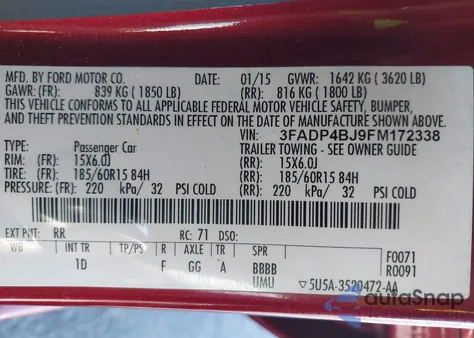 MFD. BY FORD MOTOR CO. DATE: 01/15 GVWR: 1642 KG ( 3620 LB)
GAWR: (FR): 839 KG ( 1850 LB) (RR): 816 KG ( 1800 LB)
THIS VEHICLE CONFORMS TO ALL APPLICABLE FEDERAL MOTOR VEHICLE SAFETY, BUMPER,
AND THEFT PREVENTION STANDARDS IN EFFECT ON THE DATE OF MANUFACTURE SHOWN ABOVE.
VIN: 3FADP4BJ9FM172338
TYPE: Passenger Car TRAILER TOWING - SEE OWNER GUIDE
RIM: (FR): 15X6.0J (RR): 15X6.0J
TIRE: (FR): 185/60R15 84H (RR): 185/60R15 84H
PRESSURE: (FR): 220 kPa/ 32 PSI COLD (RR): 220 kPa/ 32 PSI COLD
EXT PNT: RR RC: 71 DSO:
WB INT TR TP/PS R AXLE TR SPR F0071
1D F GG A BBBB R0091
UMU ▽5U5A-3520472-AA
autoSnap